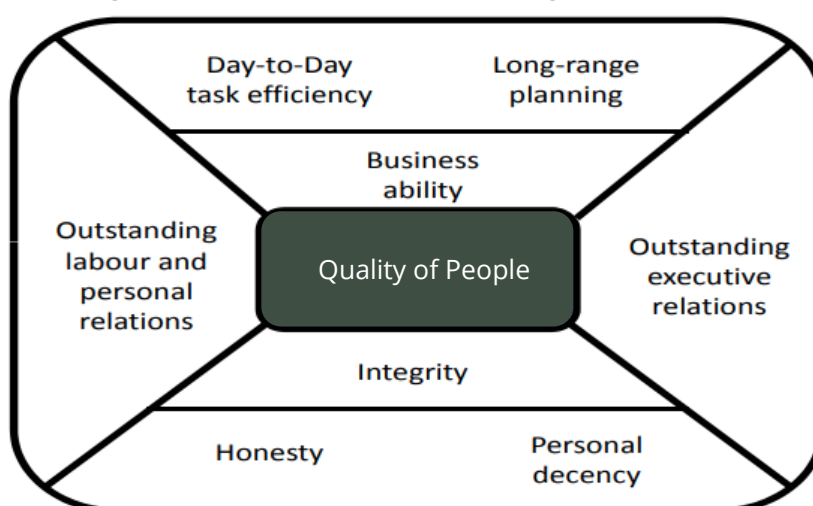 Day-to-Day
task efficiency
Long-range
planning
Business
ability
Outstanding
labour and
personal
relations
Quality of People
Outstanding
executive
relations
Integrity
Honesty
Personal
decency